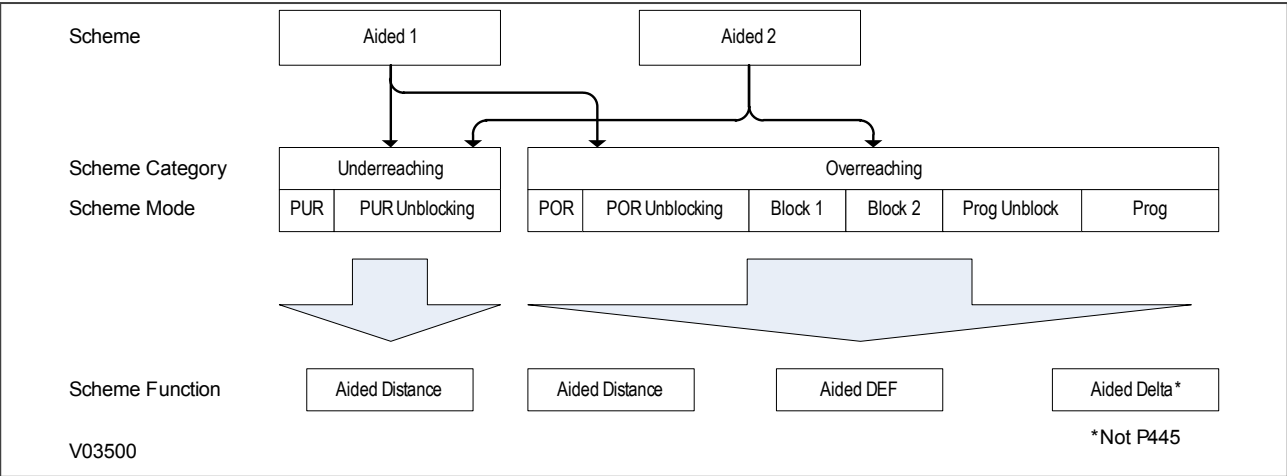 Scheme Aided 1 Aided 2
Scheme Category Underreaching Overreaching
Scheme Mode PUR PUR Unblocking POR POR Unblocking Block 1 Block 2 Prog Unblock Prog
Scheme Function Aided Distance Aided Distance Aided DEF Aided Delta*
*Not P445
V03500